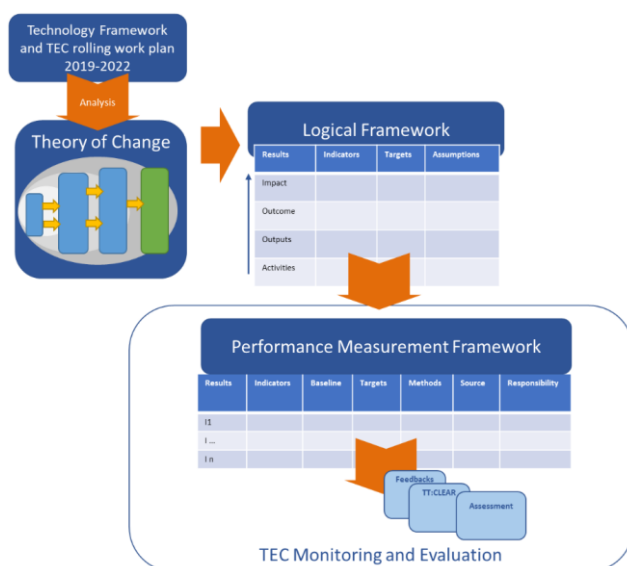 Technology Framework
and TEC rolling work plan
2019-2022
Analysis
Theory of Change
Logical Framework
Results Indicators Targets Assumptions
Impact
Outcome
Outputs
Activities
Performance Measurement Framework
Results Indicators Baseline Targets Methods Source Responsibility
I1
I ...
I n
Feedbacks
TT:CLEAR
Assessment
TEC Monitoring and Evaluation